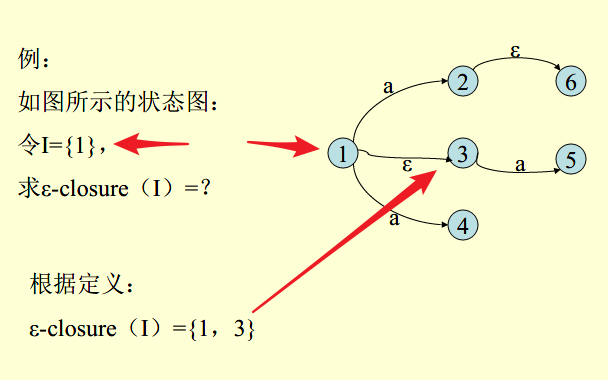 例：
如图所示的状态图：
令I={1}，
求ε-closure（I）=？
根据定义：
ε-closure（I）={1，3}
1
a
2
ε
6
ε
3
a
5
a
4